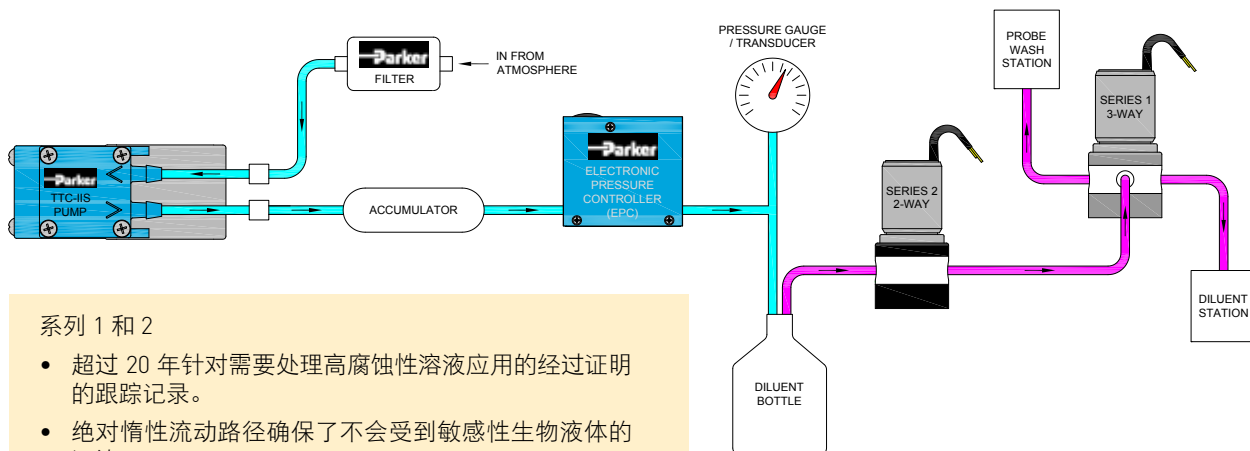 Parker
FILTER
IN FROM
ATMOSPHERE
Parker
TTC-IIS
PUMP
ACCUMULATOR
Parker
ELECTRONIC
PRESSURE
CONTROLLER
(EPC)
PRESSURE GAUGE
/ TRANSDUCER
SERIES 2
2-WAY
PROBE
WASH
STATION
SERIES 1
3-WAY
DILUENT
STATION
DILUENT
BOTTLE
系列 1 和 2
• 超过 20 年针对需要处理高腐蚀性溶液应用的经过证明
的跟踪记录。
• 绝对惰性流动路径确保了不会受到敏感性生物液体的